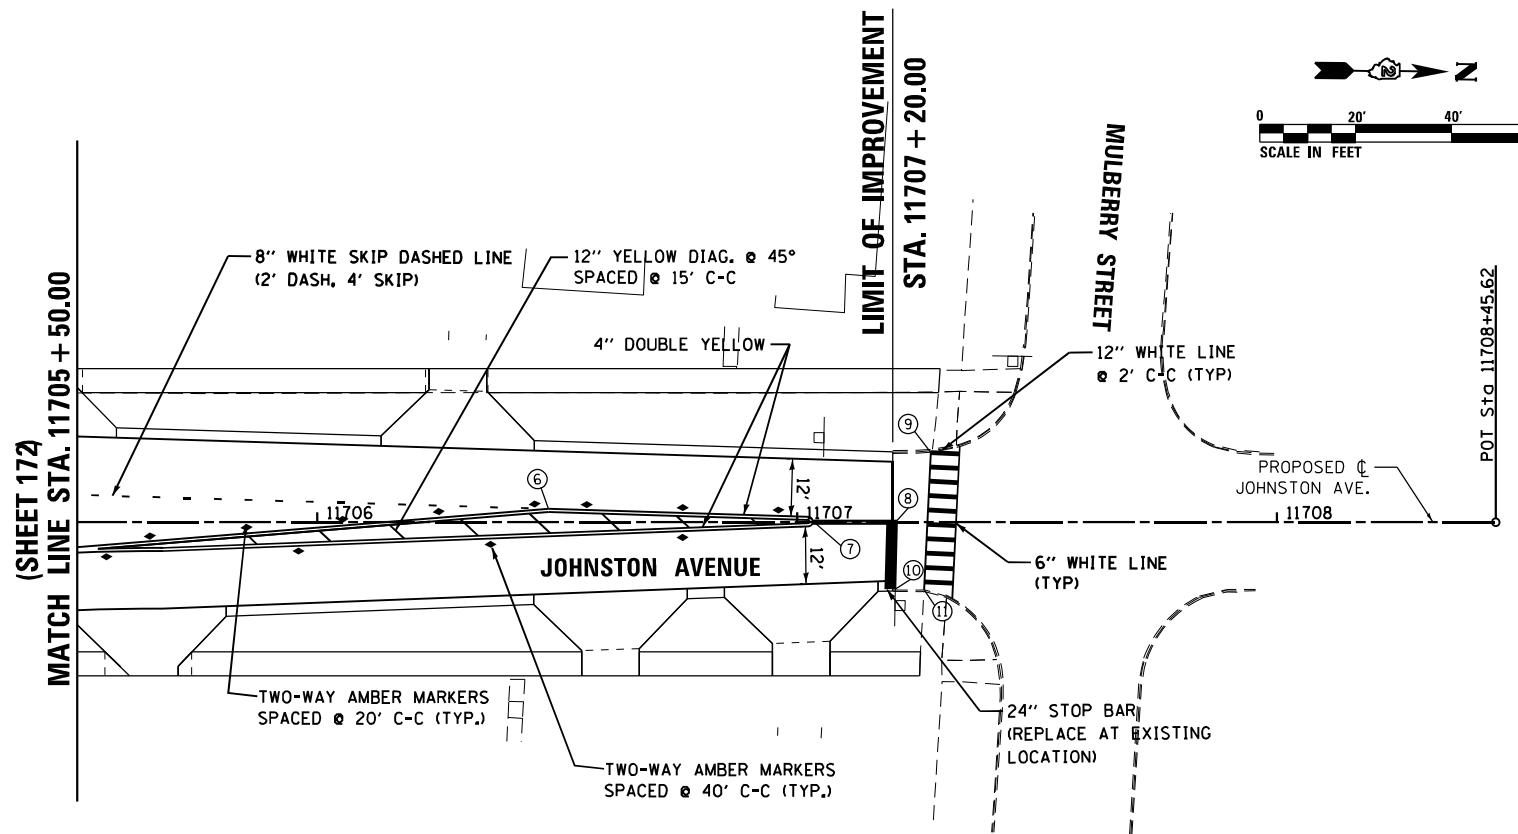 LIMIT OF IMPROVEMENT
STA. 11707 + 20.00
N
2
0
20'
40'
SCALE IN FEET
MULBERRY STREET
8" WHITE SKIP DASHED LINE
(2' DASH, 4' SKIP)
12" YELLOW DIAG. @ 45°
SPACED @ 15' C-C
4" DOUBLE YELLOW
12" WHITE LINE
@ 2' C-C (TYP)
POT Sta 11708+45.62
(SHEET 172)
MATCH LINE STA. 11705 + 50.00
9
6
12'
8
PROPOSED ℄
JOHNSTON AVE.
11706
11707
11708
7
12'
JOHNSTON AVENUE
10
11
6" WHITE LINE
(TYP)
TWO-WAY AMBER MARKERS
SPACED @ 20' C-C (TYP.)
24" STOP BAR
(REPLACE AT EXISTING
LOCATION)
TWO-WAY AMBER MARKERS
SPACED @ 40' C-C (TYP.)